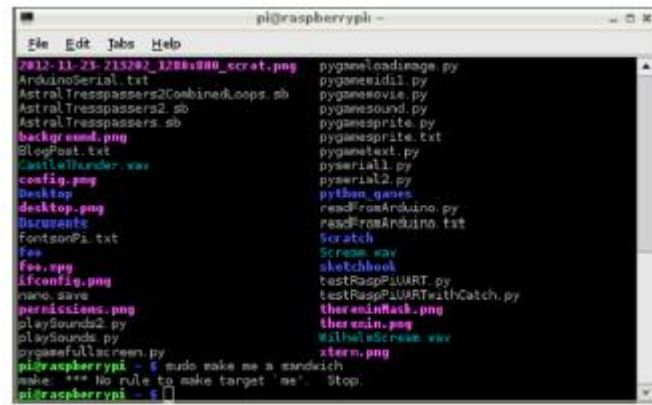 pi@raspberrypi: ~
File Edit Tabs Help
2012-11-23-213202_1280x800_scrot.png pygameloadimage.py
ArduinoSerial.txt pygamemidi1.py
AstralTresspassers2CombinedLoops.sb pygamemovie.py
AstralTresspassers2.sb pygamesound.py
AstralTresspassers.sb pygamesprite.py
background.png pygamesprite.txt
BlogPost.txt pygametext.py
CastleThunder.wav pyserial1.py
config.png pyserial2.py
Desktop python_games
desktop.png readFromArduino.py
Documents readFromArduino.txt
fontsonPi.txt Scratch
foo Scream.wav
foo.mpg sketchbook
ifconfig.png testRaspPiUART.py
nano.save testRaspPiUARTwithCatch.py
permissions.png thereminMask.png
playSounds2.py theremin.png
playSounds.py WilhelmScream.wav
pygamefullscreen.py xterm.png
pi@raspberrypi ~ $ sudo make me a sandwich
make: *** No rule to make target `me'. Stop.
pi@raspberrypi ~ $